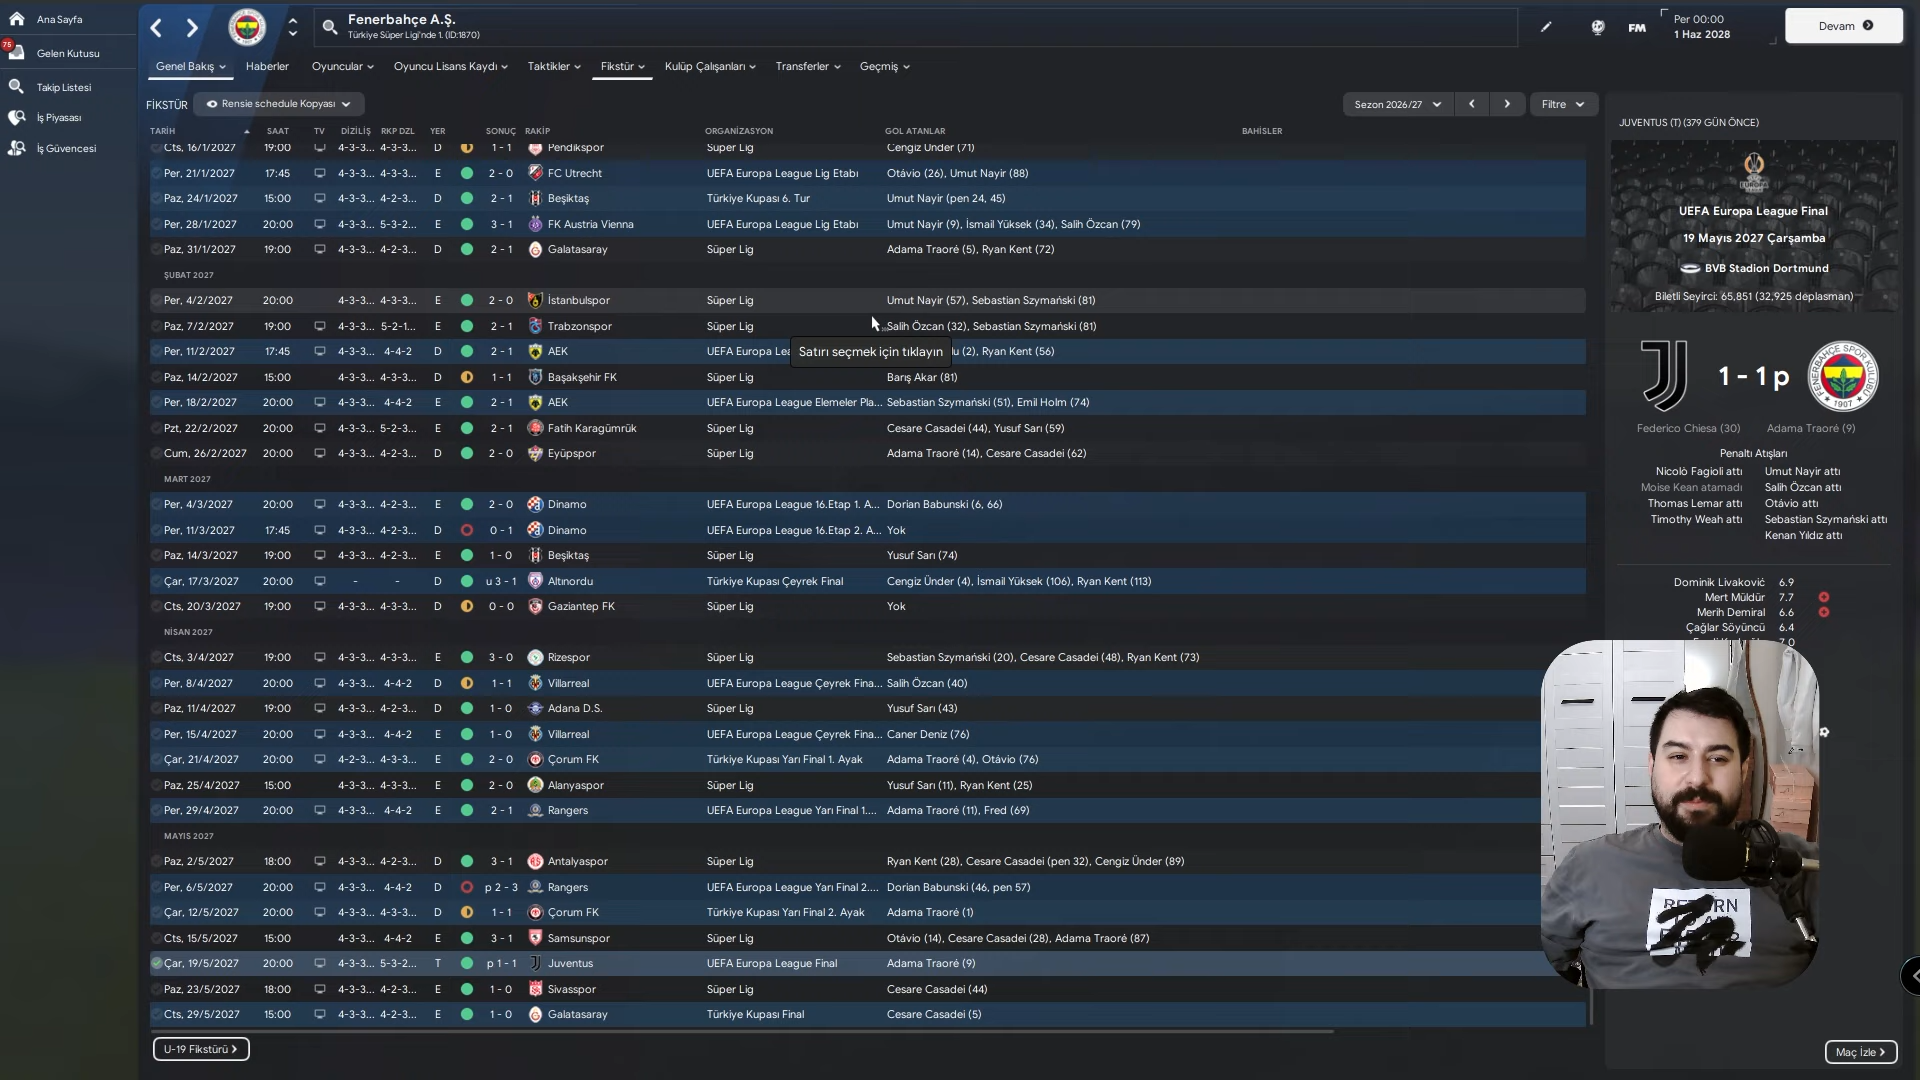 Ana Sayfa
75
Gelen Kutusu
Takip Listesi
İş Piyasası
İş Güvencesi
Fenerbahçe A.Ş.
Türkiye Süper Ligi'nde 1. (ID:1870)
FM
Per 00:00
1 Haz 2028
Devam
Genel Bakış Haberler Oyuncular Oyuncu Lisans Kaydı Taktikler Fikstür Kulüp Çalışanları Transferler Geçmiş
FİKSTÜR Rensie schedule Kopyası Sezon 2026/27 Filtre
TARİH SAAT TV DİZİLİŞ RKP DZL YER SONUÇ RAKİP ORGANİZASYON GOL ATANLAR BAHİSLER
Cts, 16/1/2027 19:00 4-3-3... 4-3-3... D 1 - 1 Pendikspor Süper Lig Cengiz Ünder (71)
Per, 21/1/2027 17:45 4-3-3... 4-3-3... E 2 - 0 FC Utrecht UEFA Europa League Lig Etabı Otávio (26), Umut Nayir (88)
Paz, 24/1/2027 15:00 4-3-3... 4-2-3... D 2 - 1 Beşiktaş Türkiye Kupası 6. Tur Umut Nayir (pen 24, 45)
Per, 28/1/2027 20:00 4-3-3... 5-3-2... E 3 - 1 FK Austria Vienna UEFA Europa League Lig Etabı Umut Nayir (9), İsmail Yüksek (34), Salih Özcan (79)
Paz, 31/1/2027 19:00 4-3-3... 4-2-3... D 2 - 1 Galatasaray Süper Lig Adama Traoré (5), Ryan Kent (72)
ŞUBAT 2027
Per, 4/2/2027 20:00 4-3-3... 4-3-3... E 2 - 0 İstanbulspor Süper Lig Umut Nayir (57), Sebastian Szymański (81)
Paz, 7/2/2027 19:00 4-3-3... 5-2-1... E 2 - 1 Trabzonspor Süper Lig Salih Özcan (32), Sebastian Szymański (81)
Per, 11/2/2027 17:45 4-3-3... 4-4-2 D 2 - 1 AEK UEFA Europa Lea lu (2), Ryan Kent (56)
Satırı seçmek için tıklayın
Paz, 14/2/2027 15:00 4-3-3... 4-3-3... D 1 - 1 Başakşehir FK Süper Lig Barış Akar (81)
Per, 18/2/2027 20:00 4-3-3... 4-4-2 E 2 - 1 AEK UEFA Europa League Elemeler Pla... Sebastian Szymański (51), Emil Holm (74)
Pzt, 22/2/2027 20:00 4-3-3... 5-2-3... E 2 - 1 Fatih Karagümrük Süper Lig Cesare Casadei (44), Yusuf Sarı (59)
Cum, 26/2/2027 20:00 4-3-3... 4-2-3... D 2 - 0 Eyüpspor Süper Lig Adama Traoré (14), Cesare Casadei (62)
MART 2027
Per, 4/3/2027 20:00 4-3-3... 4-2-3... E 2 - 0 Dinamo UEFA Europa League 16.Etap 1. A... Dorian Babunski (6, 66)
Per, 11/3/2027 17:45 4-3-3... 4-2-3... D 0 - 1 Dinamo UEFA Europa League 16.Etap 2. A... Yok
Paz, 14/3/2027 19:00 4-3-3... 4-2-3... E 1 - 0 Beşiktaş Süper Lig Yusuf Sarı (74)
Çar, 17/3/2027 20:00 - - D u 3 - 1 Altınordu Türkiye Kupası Çeyrek Final Cengiz Ünder (4), İsmail Yüksek (106), Ryan Kent (113)
Cts, 20/3/2027 19:00 4-3-3... 4-3-3... D 0 - 0 Gaziantep FK Süper Lig Yok
NİSAN 2027
Cts, 3/4/2027 19:00 4-3-3... 4-3-3... E 3 - 0 Rizespor Süper Lig Sebastian Szymański (20), Cesare Casadei (48), Ryan Kent (73)
Per, 8/4/2027 20:00 4-3-3... 4-4-2 D 1 - 1 Villarreal UEFA Europa League Çeyrek Fina... Salih Özcan (40)
Paz, 11/4/2027 19:00 4-3-3... 4-2-3... D 1 - 0 Adana D.S. Süper Lig Yusuf Sarı (43)
Per, 15/4/2027 20:00 4-3-3... 4-4-2 E 1 - 0 Villarreal UEFA Europa League Çeyrek Fina... Caner Deniz (76)
Çar, 21/4/2027 20:00 4-2-3... 4-3-3... E 2 - 0 Çorum FK Türkiye Kupası Yarı Final 1. Ayak Adama Traoré (4), Otávio (76)
Paz, 25/4/2027 15:00 4-3-3... 4-3-3... E 2 - 0 Alanyaspor Süper Lig Yusuf Sarı (11), Ryan Kent (25)
Per, 29/4/2027 20:00 4-3-3... 4-4-2 E 2 - 1 Rangers UEFA Europa League Yarı Final 1.... Adama Traoré (11), Fred (69)
MAYIS 2027
Paz, 2/5/2027 18:00 4-3-3... 4-2-3... D 3 - 1 Antalyaspor Süper Lig Ryan Kent (28), Cesare Casadei (pen 32), Cengiz Ünder (89)
Per, 6/5/2027 20:00 4-3-3... 4-4-2 D p 2 - 3 Rangers UEFA Europa League Yarı Final 2.... Dorian Babunski (46, pen 57)
Çar, 12/5/2027 20:00 4-3-3... 4-3-3... D 1 - 1 Çorum FK Türkiye Kupası Yarı Final 2. Ayak Adama Traoré (1)
Cts, 15/5/2027 15:00 4-3-3... 4-4-2 E 3 - 1 Samsunspor Süper Lig Otávio (14), Cesare Casadei (28), Adama Traoré (87)
Çar, 19/5/2027 20:00 4-3-3... 5-3-2... T p 1 - 1 Juventus UEFA Europa League Final Adama Traoré (9)
Paz, 23/5/2027 18:00 4-3-3... 4-2-3... E 1 - 0 Sivasspor Süper Lig Cesare Casadei (44)
Cts, 29/5/2027 15:00 4-3-3... 4-2-3... E 1 - 0 Galatasaray Türkiye Kupası Final Cesare Casadei (5)
U-19 Fikstürü
JUVENTUS (T) (379 GÜN ÖNCE)
UEFA Europa League Final
19 Mayıs 2027 Çarşamba
BVB Stadion Dortmund
Biletli Seyirci: 65,851 (32,925 deplasman)
1 - 1 p
FENERBAHÇE SPOR KULÜBÜ
1907
Federico Chiesa (30) Adama Traoré (9)
Penaltı Atışları
Nicolò Fagioli attı Umut Nayir attı
Moise Kean atamadı Salih Özcan attı
Thomas Lemar attı Otávio attı
Timothy Weah attı Sebastian Szymański attı
Kenan Yıldız attı
Dominik Livaković 6.9
Mert Müldür 7.7
Merih Demiral 6.6
Çağlar Söyüncü 6.4
7.0
Maç İzle